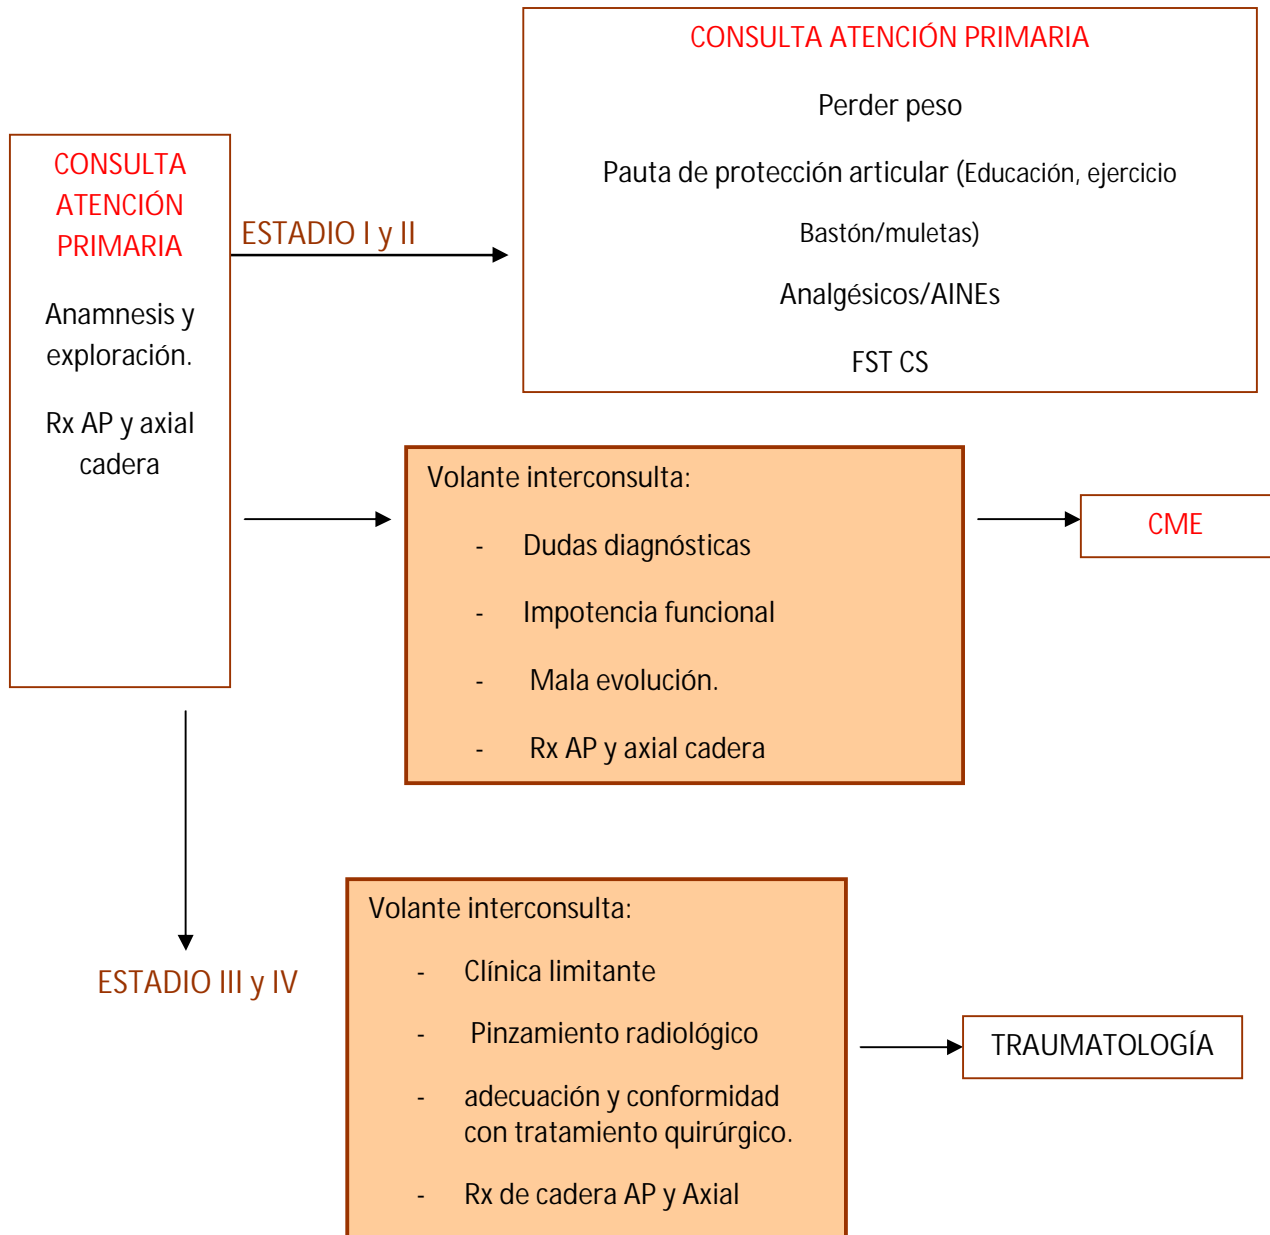 CONSULTA
ATENCIÓN
PRIMARIA
Anamnesis y
exploración.
Rx AP y axial
cadera
ESTADIO I y II
CONSULTA ATENCIÓN PRIMARIA
Perder peso
Pauta de protección articular (Educación, ejercicio
Bastón/muletas)
Analgésicos/AINEs
FST CS
Volante interconsulta:
- Dudas diagnósticas
- Impotencia funcional
- Mala evolución.
- Rx AP y axial cadera
CME
ESTADIO III y IV
Volante interconsulta:
- Clínica limitante
- Pinzamiento radiológico
- adecuación y conformidad
con tratamiento quirúrgico.
- Rx de cadera AP y Axial
TRAUMATOLOGÍA